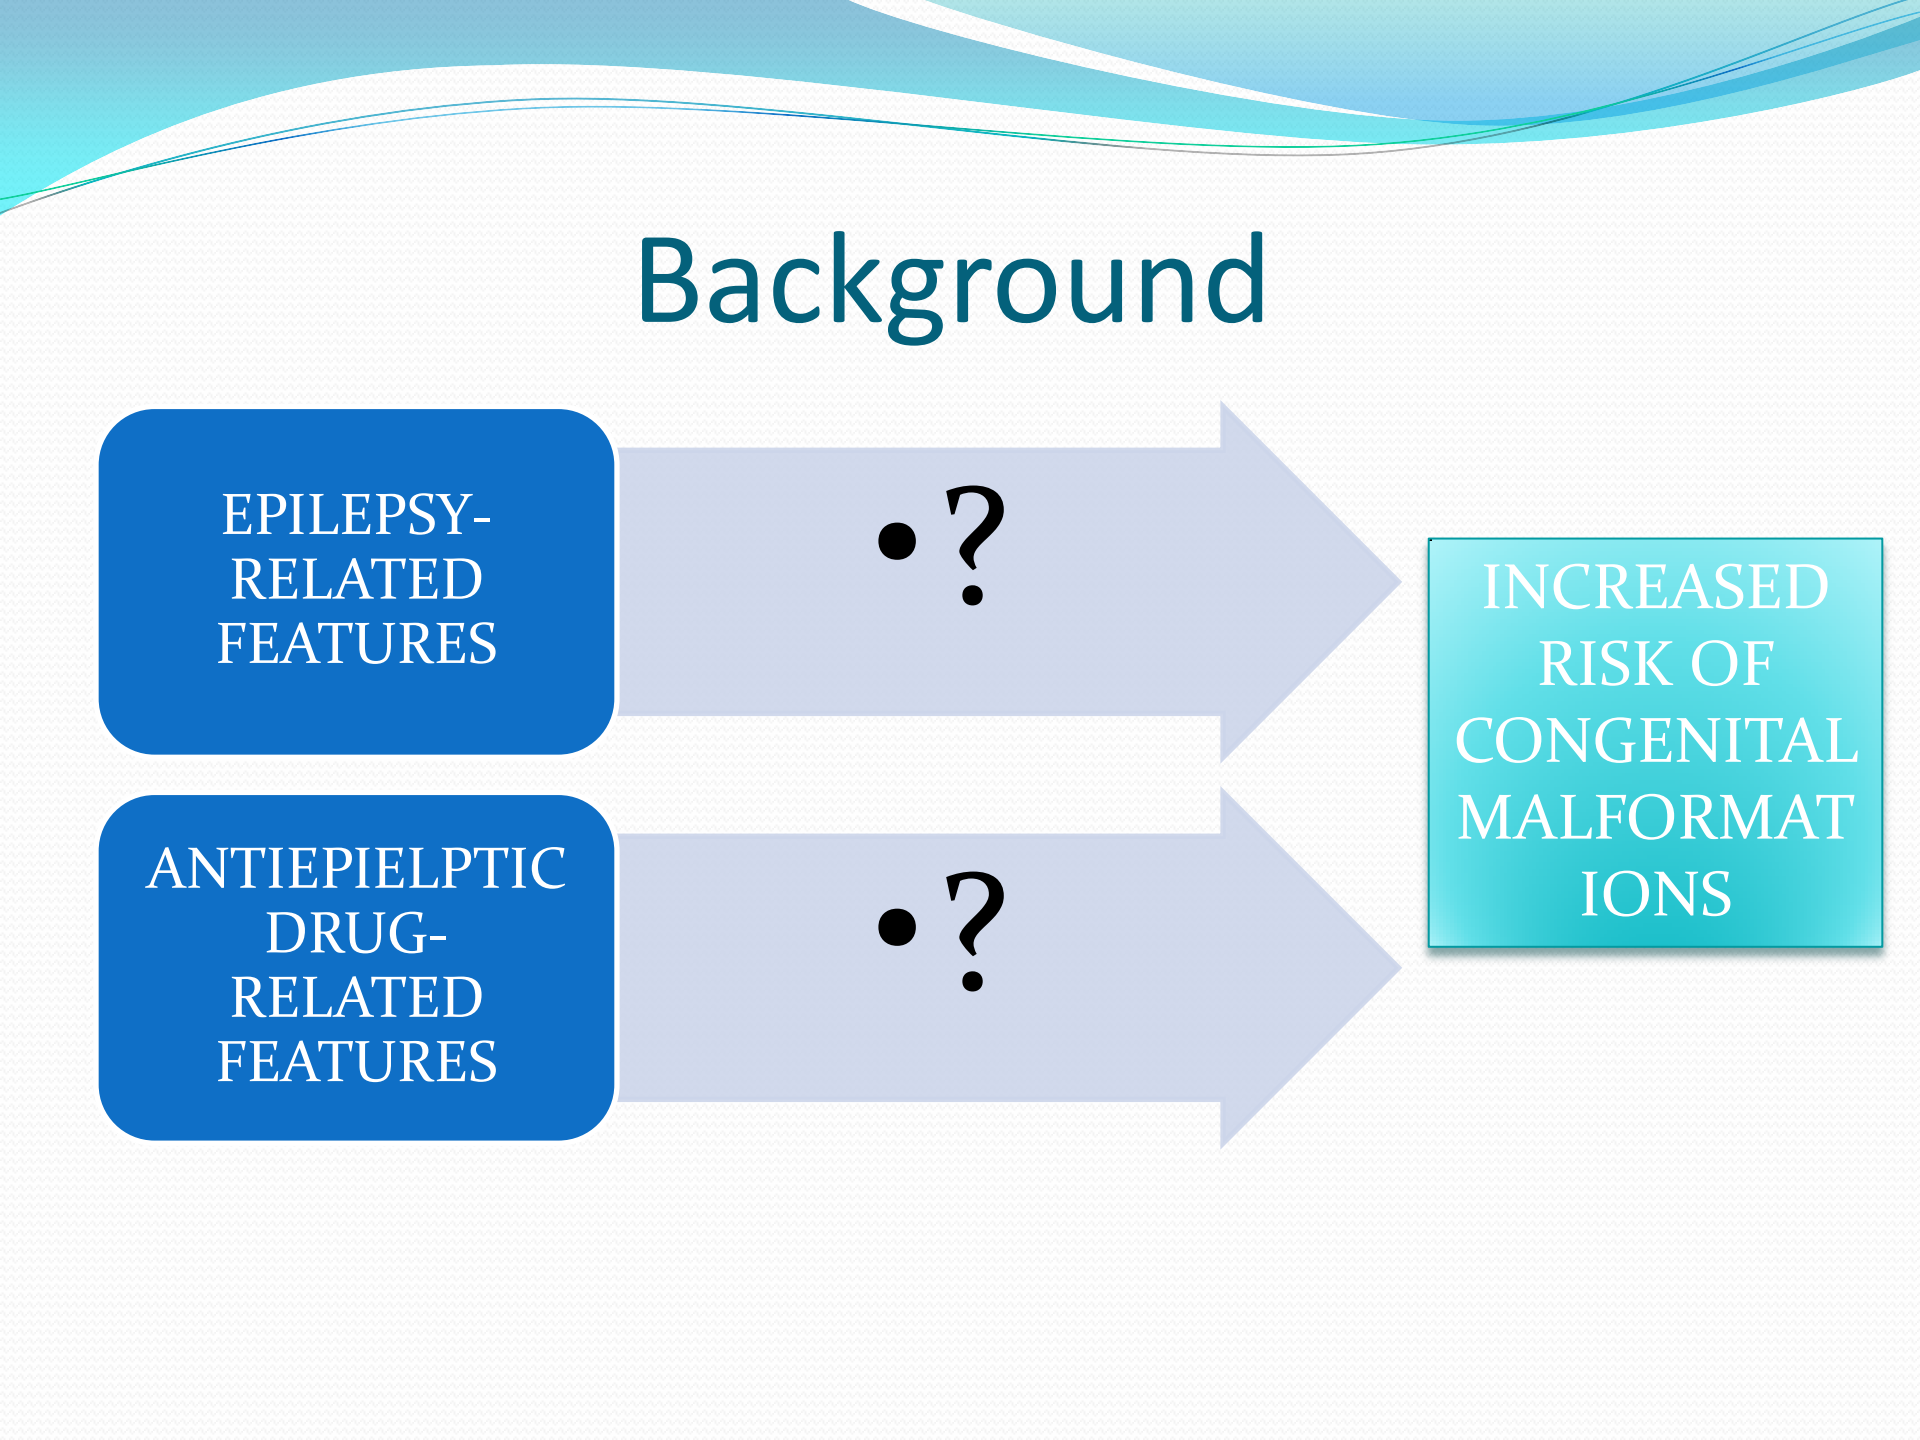 Background
EPILEPSY-
RELATED
FEATURES
•?
ANTIEPIELPTIC
DRUG-
RELATED
FEATURES
•?
INCREASED
RISK OF
CONGENITAL
MALFORMAT
IONS